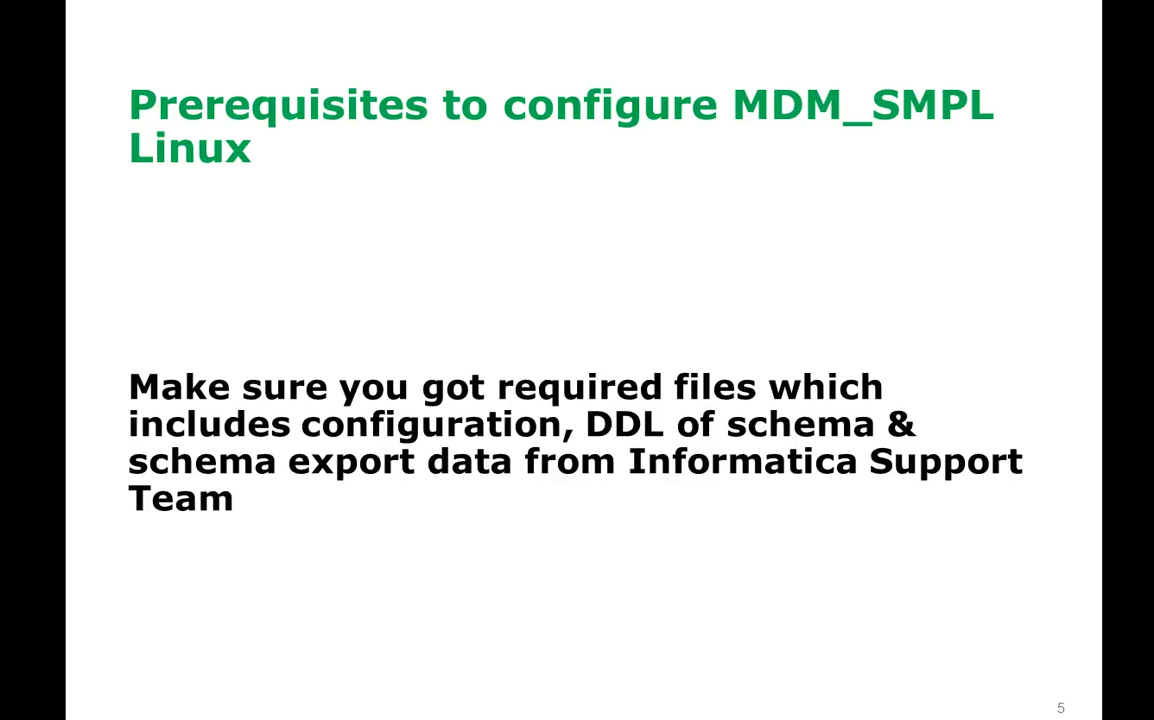 Prerequisites to configure MDM_SMPL
Linux
Make sure you got required files which
includes configuration, DDL of schema &
schema export data from Informatica Support
Team
5